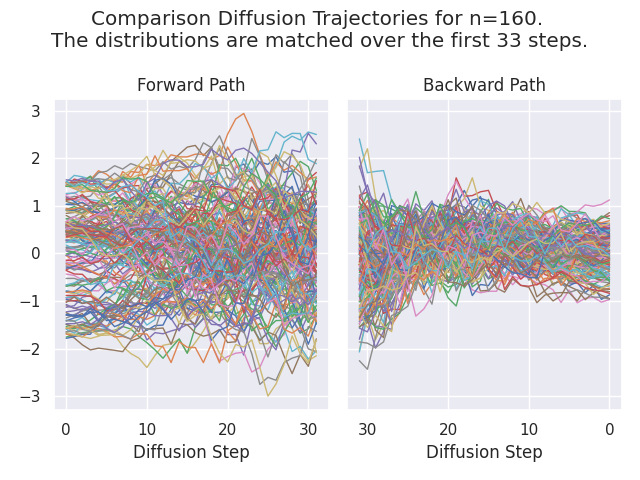 Comparison Diffusion Trajectories for n=160.
The distributions are matched over the first 33 steps.
Forward Path
Backward Path
3
2
1
0
−1
−2
−3
0 10 20 30
30 20 10 0
Diffusion Step
Diffusion Step